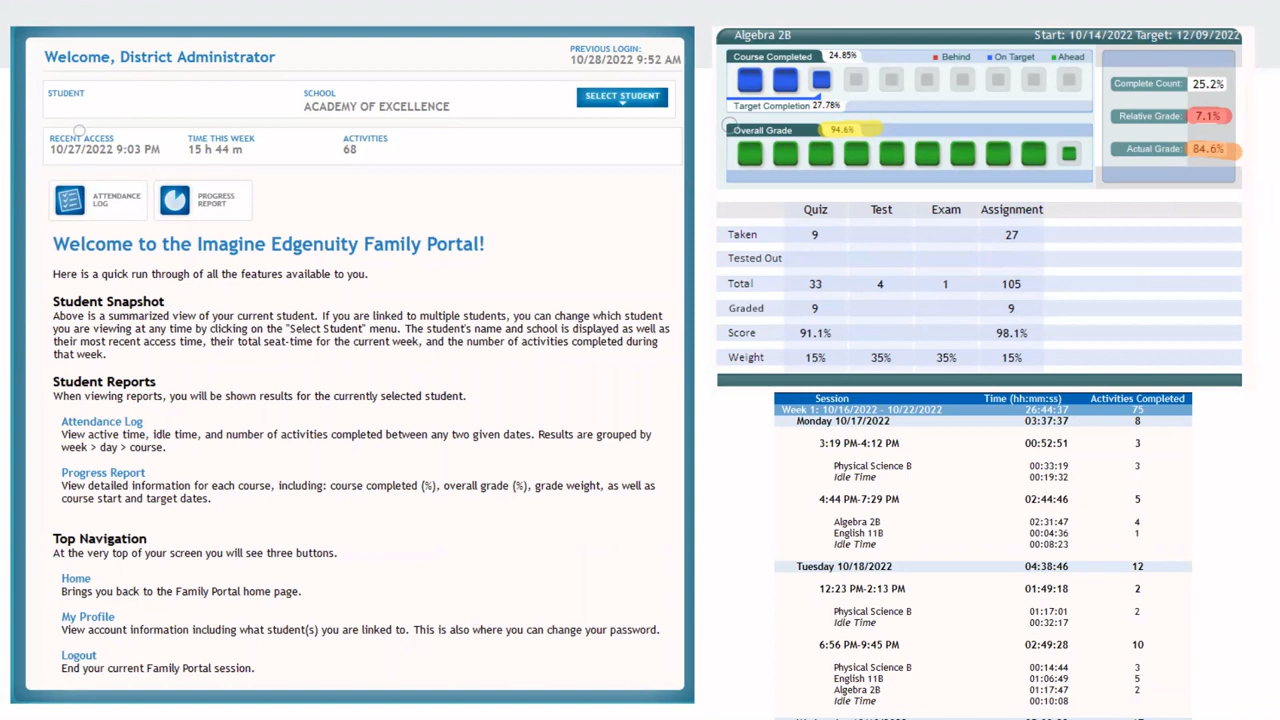 Welcome, District Administrator
PREVIOUS LOGIN:
10/28/2022 9:52 AM
STUDENT
SCHOOL
ACADEMY OF EXCELLENCE
SELECT STUDENT
RECENT ACCESS
10/27/2022 9:03 PM
TIME THIS WEEK
15 h 44 m
ACTIVITIES
68
ATTENDANCE
LOG
PROGRESS
REPORT
Welcome to the Imagine Edgenuity Family Portal!
Here is a quick run through of all the features available to you.
Student Snapshot
Above is a summarized view of your current student. If you are linked to multiple students, you can change which student
you are viewing at any time by clicking on the "Select Student" menu. The student's name and school is displayed as well as
their most recent access time, their total seat-time for the current week, and the number of activities completed during
that week.
Student Reports
When viewing reports, you will be shown results for the currently selected student.
Attendance Log
View active time, idle time, and number of activities completed between any two given dates. Results are grouped by
week > day > course.
Progress Report
View detailed information for each course, including: course completed (%), overall grade (%), grade weight, as well as
course start and target dates.
Top Navigation
At the very top of your screen you will see three buttons.
Home
Brings you back to the Family Portal home page.
My Profile
View account information including what student(s) you are linked to. This is also where you can change your password.
Logout
End your current Family Portal session.
Algebra 2B
Start: 10/14/2022 Target: 12/09/2022
Course Completed 24.85%
Behind On Target Ahead
Target Completion 27.78%
Overall Grade 94.6%
Complete Count: 25.2%
Relative Grade: 7.1%
Actual Grade: 84.6%
Quiz Test Exam Assignment
Taken 9 27
Tested Out
Total 33 4 1 105
Graded 9 9
Score 91.1% 98.1%
Weight 15% 35% 35% 15%
Session Time (hh:mm:ss) Activities Completed
Week 1: 10/16/2022 - 10/22/2022 26:44:37 75
Monday 10/17/2022 03:37:37 8
3:19 PM-4:12 PM 00:52:51 3
Physical Science B 00:33:19 3
Idle Time 00:19:32
4:44 PM-7:29 PM 02:44:46 5
Algebra 2B 02:31:47 4
English 11B 00:04:36 1
Idle Time 00:08:23
Tuesday 10/18/2022 04:38:46 12
12:23 PM-2:13 PM 01:49:18 2
Physical Science B 01:17:01 2
Idle Time 00:32:17
6:56 PM-9:45 PM 02:49:28 10
Physical Science B 00:14:44 3
English 11B 01:06:49 5
Algebra 2B 01:17:47 2
Idle Time 00:10:08